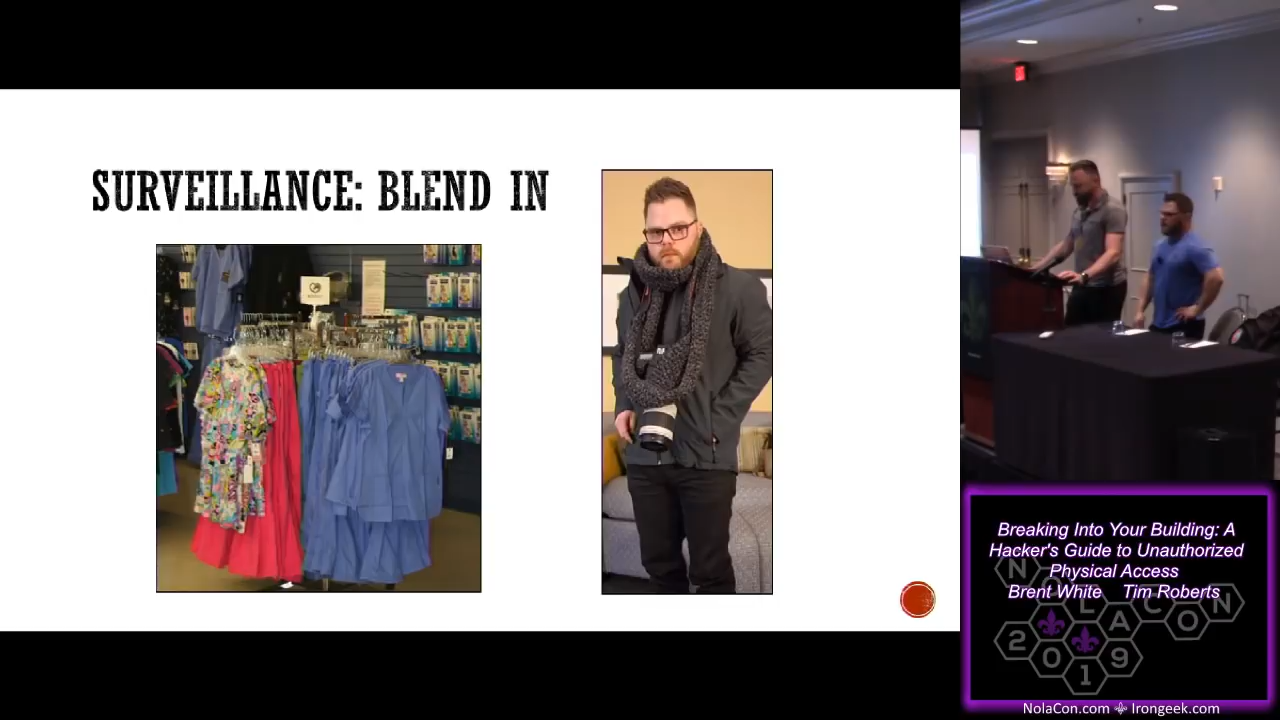 SURVEILLANCE: BLEND IN
Breaking Into Your Building: A
Hacker's Guide to Unauthorized
Physical Access
Brent White Tim Roberts
NOLACON
2019
NolaCon.com Irongeek.com